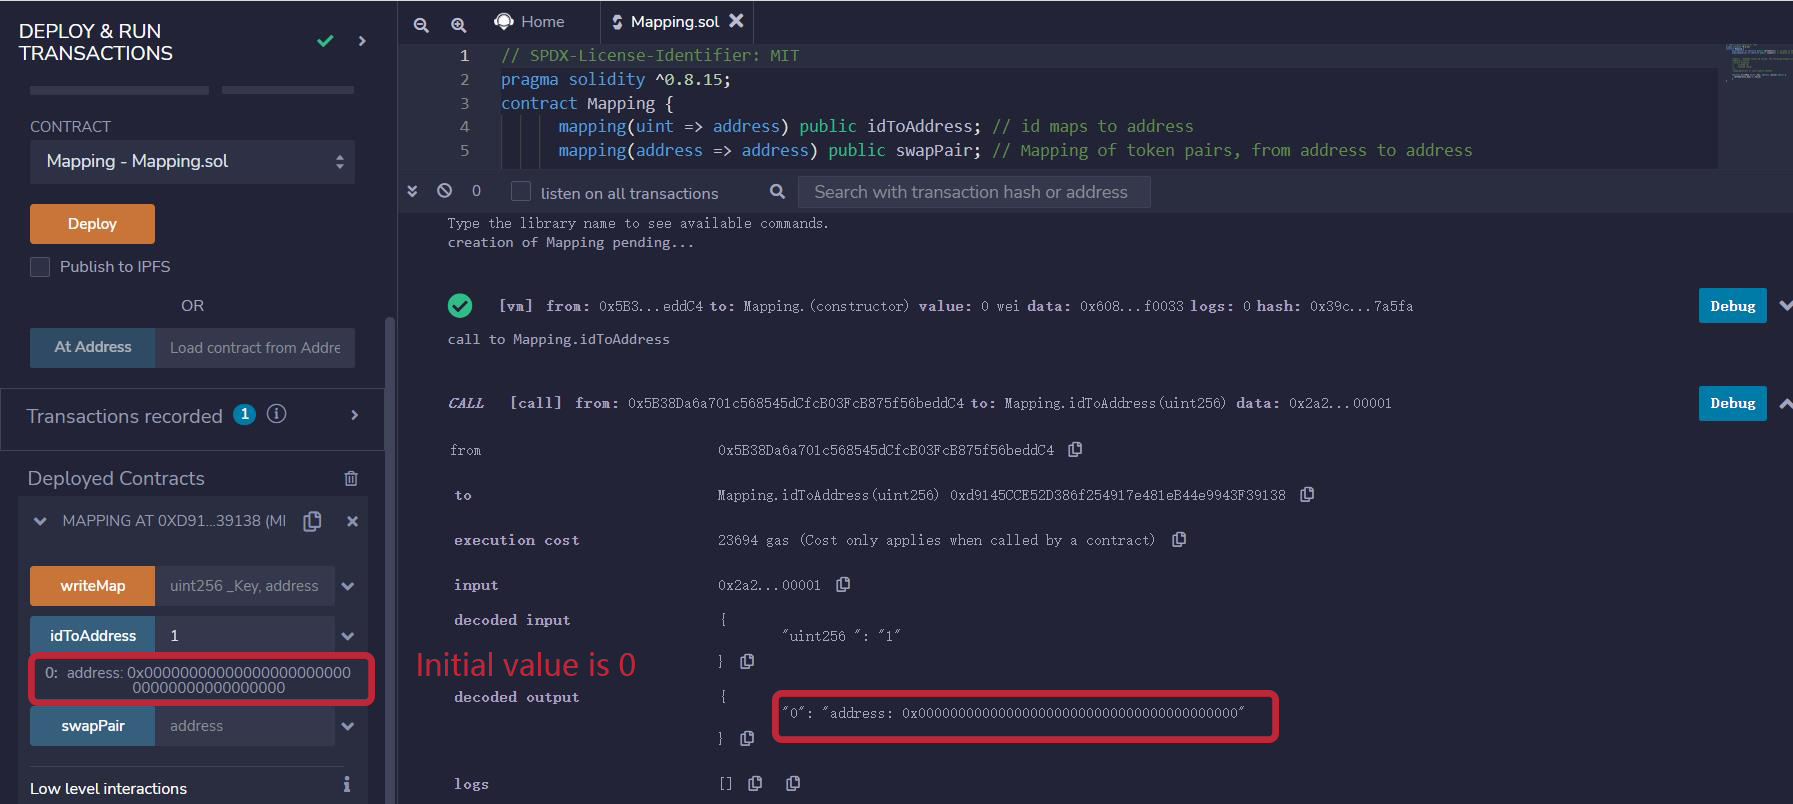 DEPLOY & RUN
TRANSACTIONS
CONTRACT
Mapping - Mapping.sol
Deploy
Publish to IPFS
OR
At Address
Load contract from Addre
Transactions recorded 1
Deployed Contracts
MAPPING AT 0XD91...39138 (MI
writeMap
uint256 _Key, address
idToAddress
1
0: address: 0x00000000000000000000000
00000000000000000
swapPair
address
Low level interactions
Home
Mapping.sol
1 // SPDX-License-Identifier: MIT
2 pragma solidity ^0.8.15;
3 contract Mapping {
4 mapping(uint => address) public idToAddress; // id maps to address
5 mapping(address => address) public swapPair; // Mapping of token pairs, from address to address
0
listen on all transactions
Search with transaction hash or address
Type the library name to see available commands.
creation of Mapping pending...
[vm] from: 0x5B3...eddC4 to: Mapping.(constructor) value: 0 wei data: 0x608...f0033 logs: 0 hash: 0x39c...7a5fa
Debug
call to Mapping.idToAddress
CALL [call] from: 0x5B38Da6a701c568545dCfcB03FcB875f56beddC4 to: Mapping.idToAddress(uint256) data: 0x2a2...00001
Debug
from 0x5B38Da6a701c568545dCfcB03FcB875f56beddC4
to Mapping.idToAddress(uint256) 0xd9145CCE52D386f254917e481eB44e9943F39138
execution cost 23694 gas (Cost only applies when called by a contract)
input 0x2a2...00001
decoded input {
"uint256 ": "1"
}
Initial value is 0
decoded output {
"0": "address: 0x0000000000000000000000000000000000000000"
}
logs []